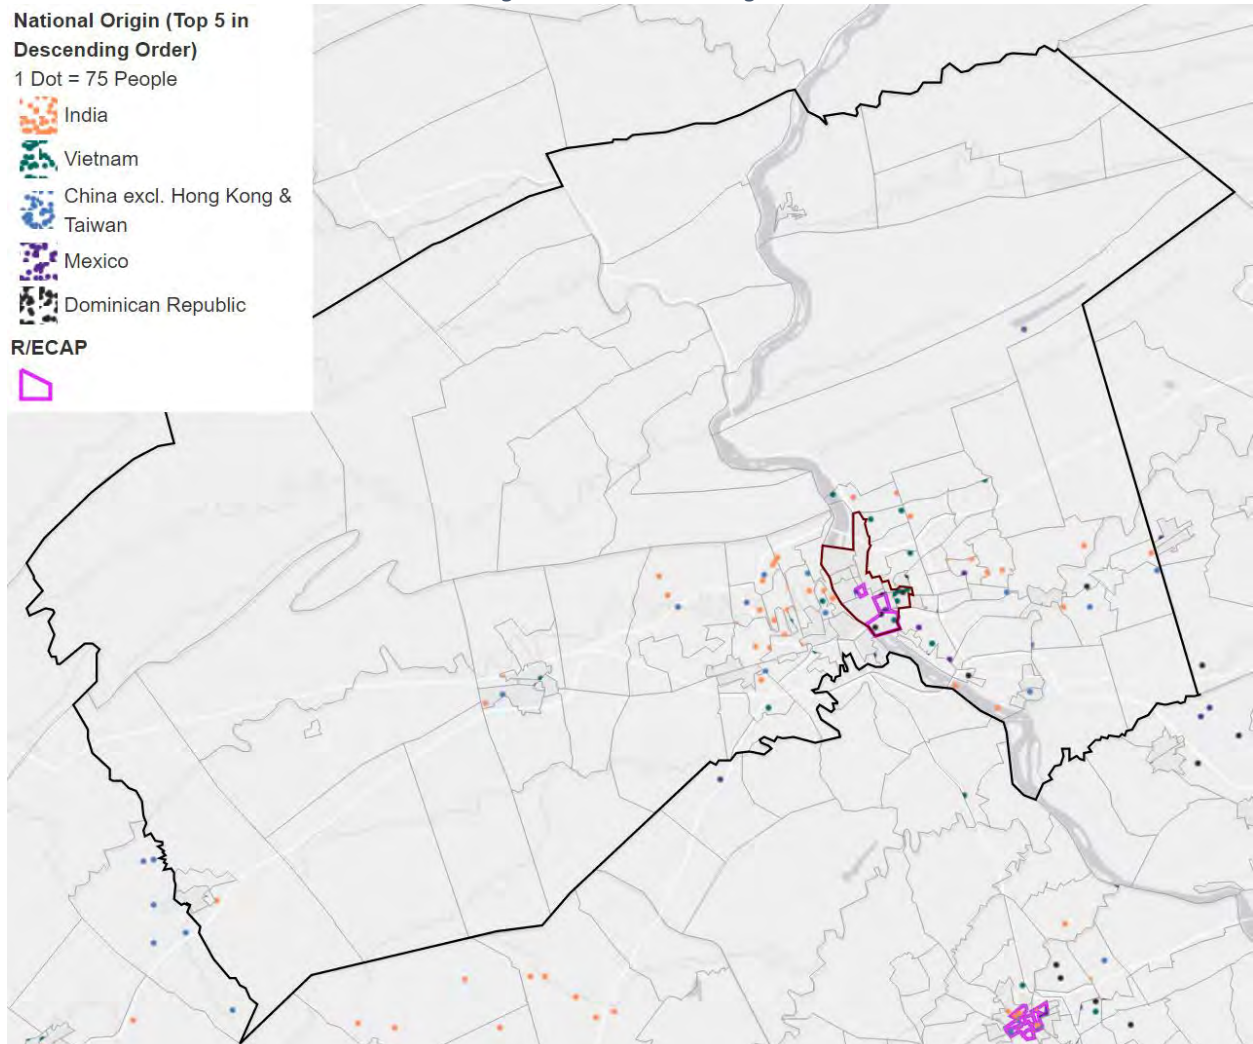 National Origin (Top 5 in
Descending Order)
1 Dot = 75 People
India
Vietnam
China excl. Hong Kong &
Taiwan
Mexico
Dominican Republic
R/ECAP